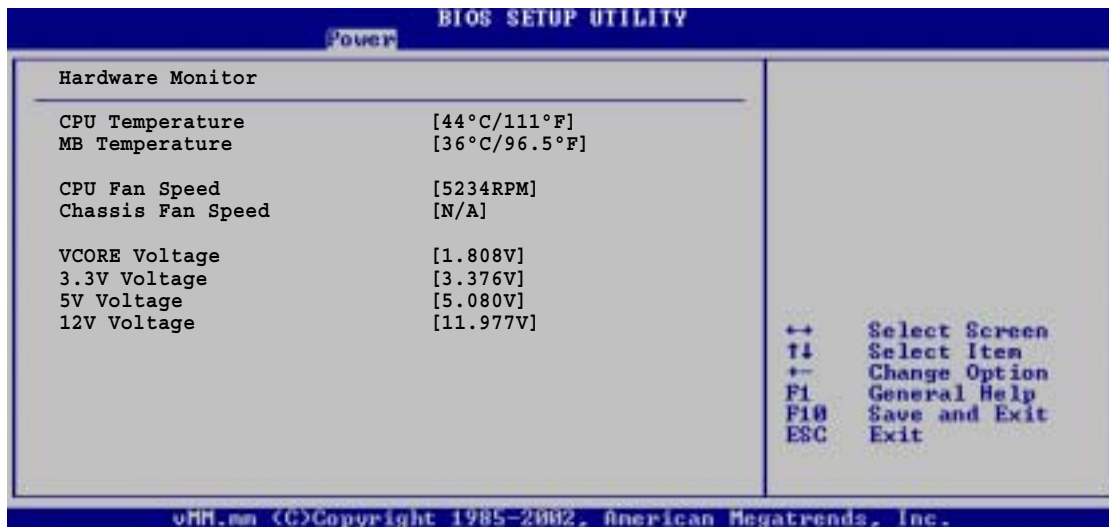 BIOS SETUP UTILITY
Power
Hardware Monitor
CPU Temperature [44°C/111°F]
MB Temperature [36°C/96.5°F]
CPU Fan Speed [5234RPM]
Chassis Fan Speed [N/A]
VCORE Voltage [1.808V]
3.3V Voltage [3.376V]
5V Voltage [5.080V]
12V Voltage [11.977V]
←→ Select Screen
↑↓ Select Item
+- Change Option
F1 General Help
F10 Save and Exit
ESC Exit
vMM.mm (C)Copyright 1985-2002, American Megatrends, Inc.